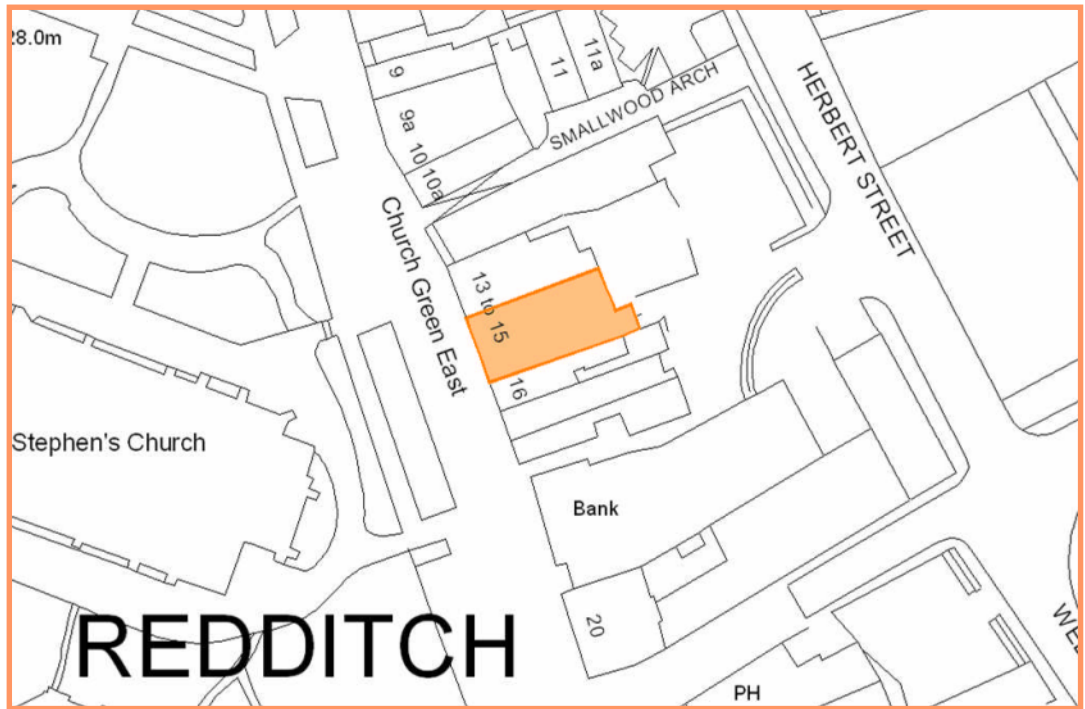 28.0m
9
11
11a
SMALLWOOD ARCH
HERBERT STREET
9a
10
10a
Church Green East
13 to 15
16
Stephen's Church
Bank
20
REDDITCH
PH